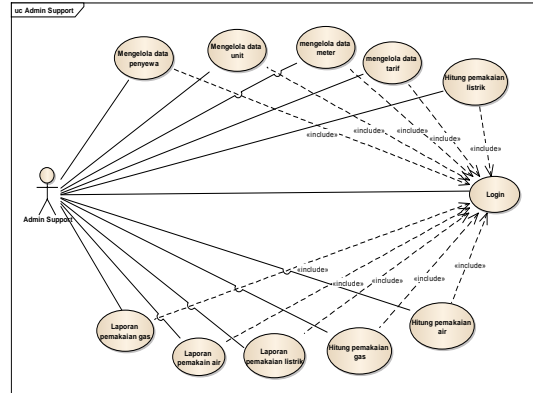 uc Admin Support
Mengelola data
penyewa
Mengelola data
unit
mengelola data
meter
mengelola data
tarif
Hitung pemakaian
listrik
«include»
«include»
«include»
«include»
«include»
Login
Admin Support
«include»
«include»
«include»
«include»
«include»
Laporan
pemakaian gas
Laporan
pemakain air
Laporan
pemakaian listrik
Hitung pemakaian
gas
Hitung pemakaian
air